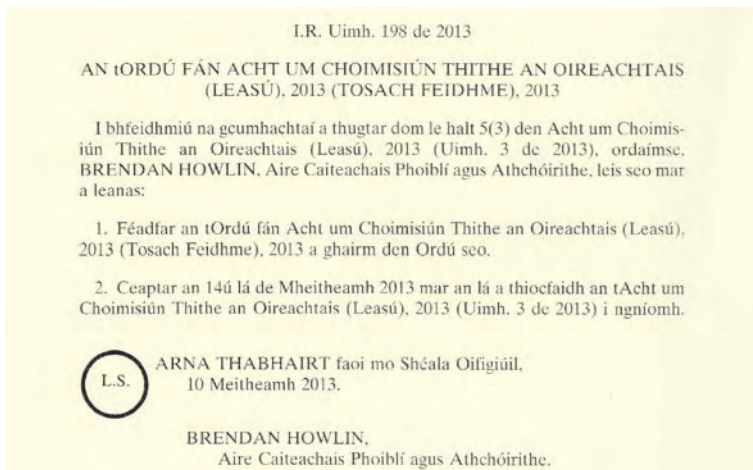 I.R. Uimh. 198 de 2013
AN tORDÚ FÁN ACHT UM CHOIMISIÚN THITHE AN OIREACHTAIS
(LEASÚ), 2013 (TOSACH FEIDHME), 2013
I bhfeidhmiú na gcumhachtaí a thugtar dom le halt 5(3) den Acht um Choimis-
iún Thithe an Oireachtais (Leasú), 2013 (Uimh. 3 de 2013), ordaímse,
BRENDAN HOWLIN, Aire Caiteachais Phoiblí agus Athchóirithe, leis seo mar
a leanas:
1. Féadfar an tOrdú fán Acht um Choimisiún Thithe an Oireachtais (Leasú),
2013 (Tosach Feidhme), 2013 a ghairm den Ordú seo.
2. Ceaptar an 14ú lá de Mheitheamh 2013 mar an lá a thiocfaidh an tAcht um
Choimisiún Thithe an Oireachtais (Leasú), 2013 (Uimh. 3 de 2013) i ngníomh.
L.S.
ARNA THABHAIRT faoi mo Shéala Oifigiúil,
10 Meitheamh 2013.
BRENDAN HOWLIN,
Aire Caiteachais Phoiblí agus Athchóirithe.